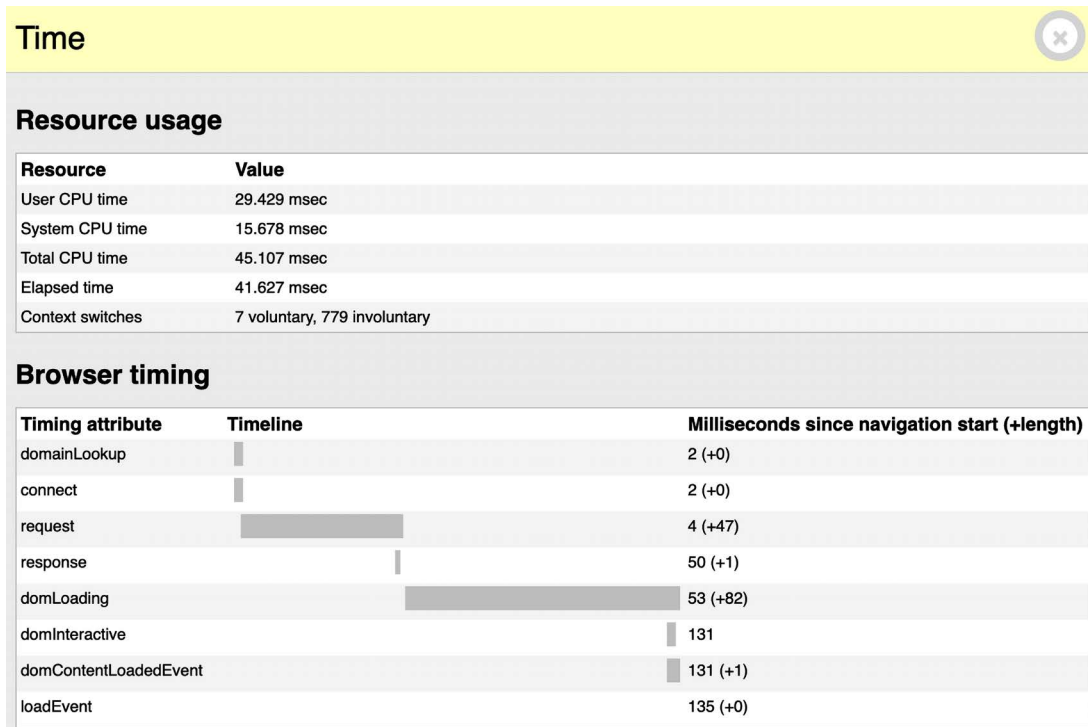 Time
Resource usage
Resource Value
User CPU time 29.429 msec
System CPU time 15.678 msec
Total CPU time 45.107 msec
Elapsed time 41.627 msec
Context switches 7 voluntary, 779 involuntary
Browser timing
Timing attribute Timeline Milliseconds since navigation start (+length)
domainLookup 2 (+0)
connect 2 (+0)
request 4 (+47)
response 50 (+1)
domLoading 53 (+82)
domInteractive 131
domContentLoadedEvent 131 (+1)
loadEvent 135 (+0)